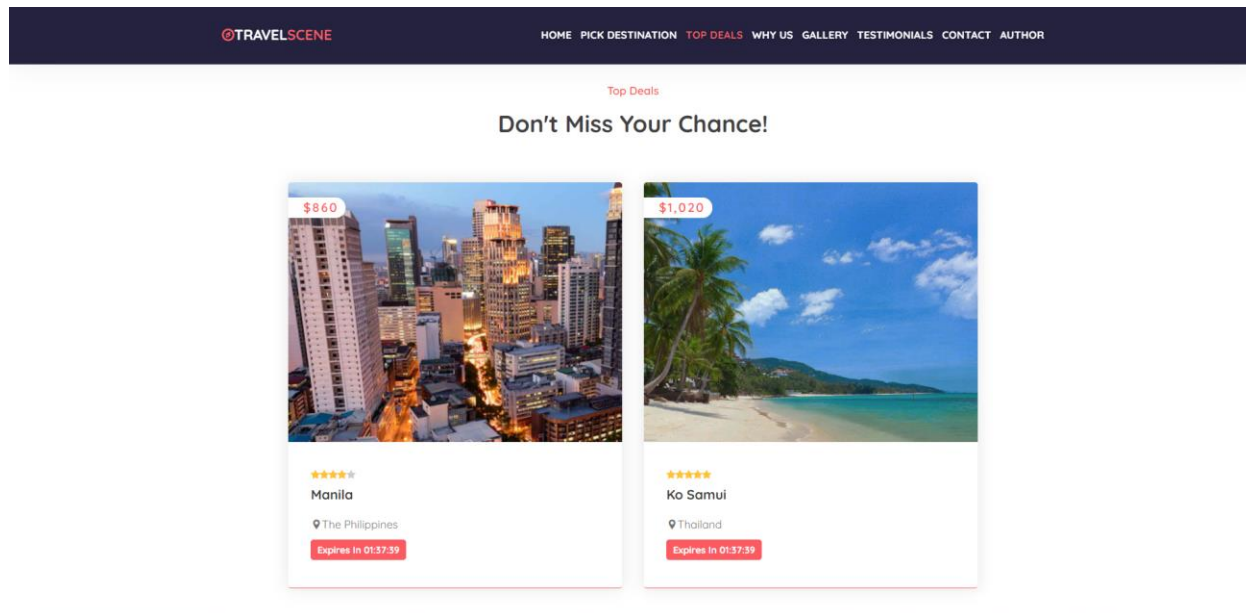 TRAVELSCENE
HOME PICK DESTINATION TOP DEALS WHY US GALLERY TESTIMONIALS CONTACT AUTHOR
Top Deals
Don't Miss Your Chance!
$860
$1,020
Manila
Ko Samui
The Philippines
Thailand
Expires In 01:37:39
Expires In 01:37:39